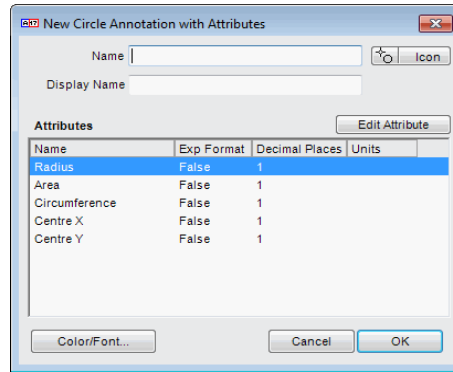 New Circle Annotation with Attributes
Name Icon
Display Name
Attributes Edit Attribute
Name Exp Format Decimal Places Units
Radius False 1
Area False 1
Circumference False 1
Centre X False 1
Centre Y False 1
Color/Font... Cancel OK